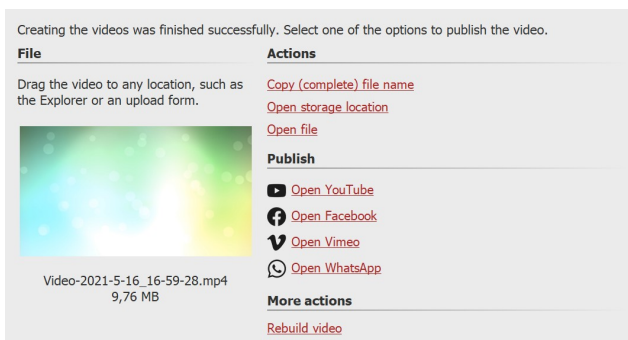 Creating the videos was finished successfully. Select one of the options to publish the video.
File
Drag the video to any location, such as
the Explorer or an upload form.
Video-2021-5-16_16-59-28.mp4
9,76 MB
Actions
Copy (complete) file name
Open storage location
Open file
Publish
Open YouTube
Open Facebook
Open Vimeo
Open WhatsApp
More actions
Rebuild video